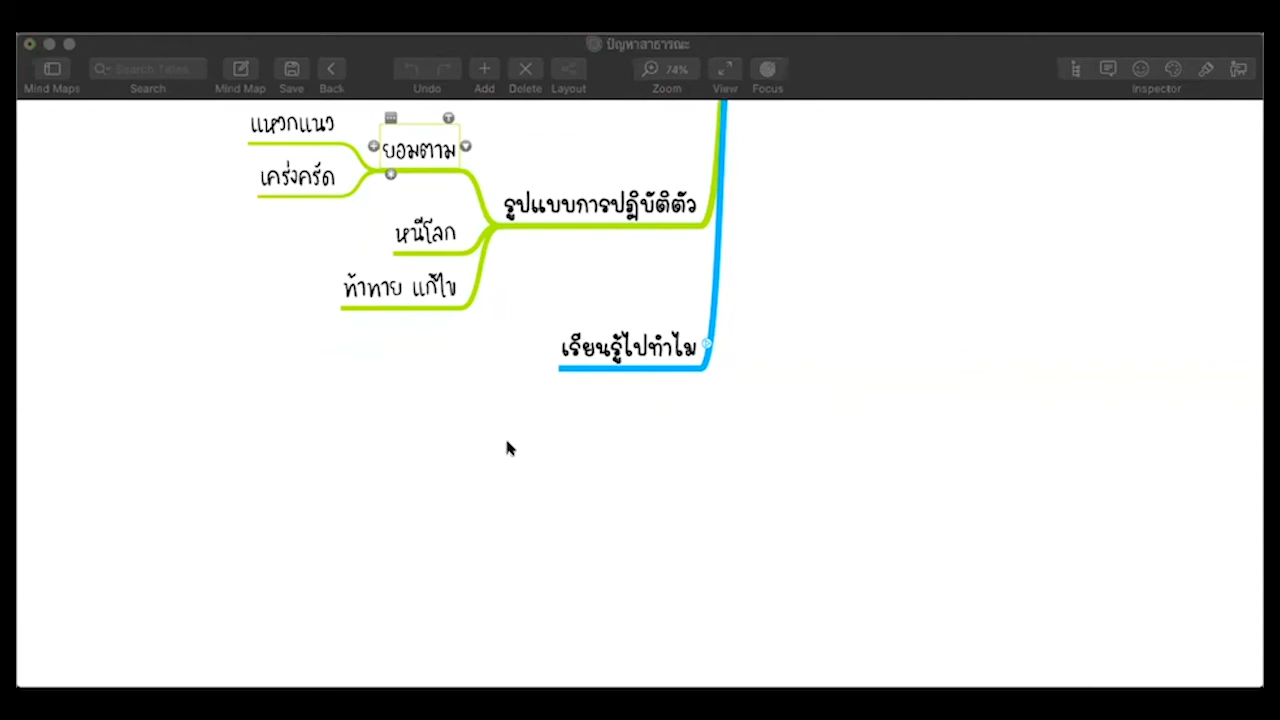 ปัญหาสาธารณะ
Search Titles
74%
Mind Maps
Search
Mind Map
Save
Back
Undo
Add
Delete
Layout
Zoom
View
Focus
Inspector
แหวกแนว
ยอมตาม
เคร่งครัด
รูปแบบการปฏิบัติตัว
หนีโลก
ท้าทาย แก้ไข
เรียนรู้ไปทำไม